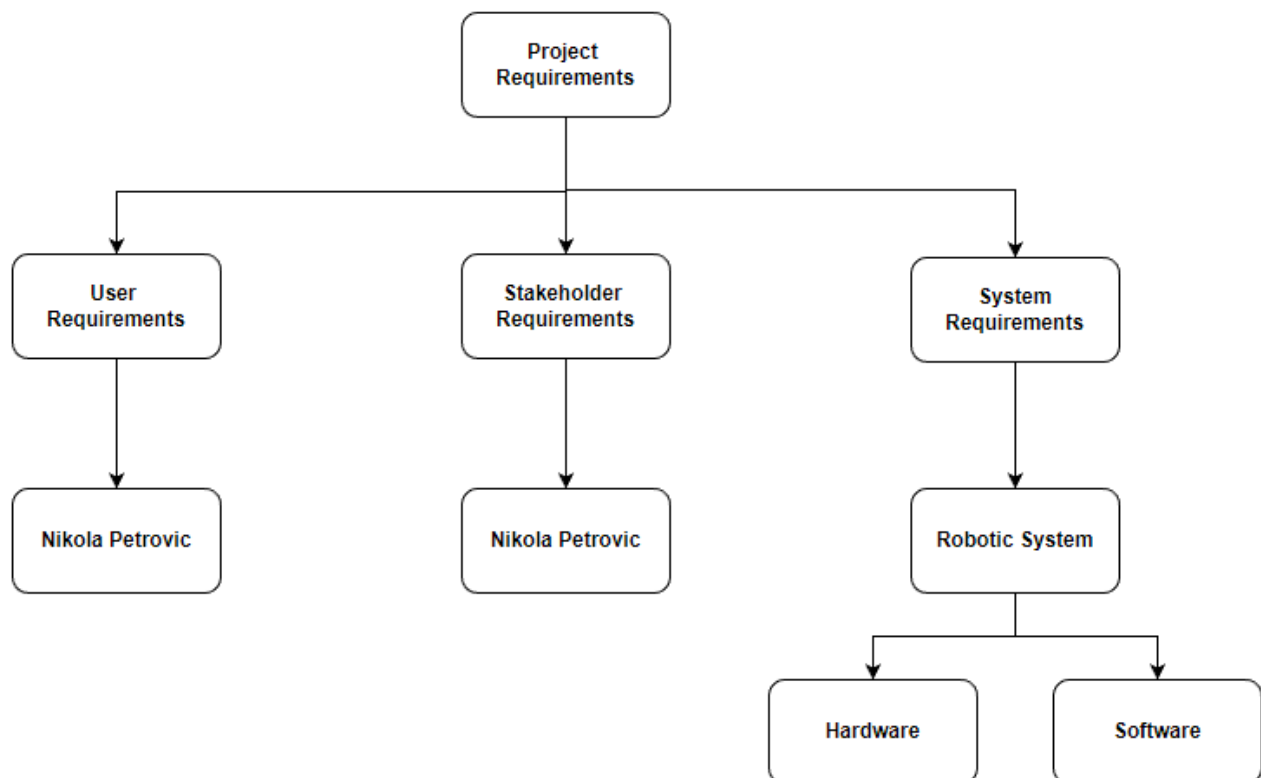 Project
Requirements
User
Requirements
Stakeholder
Requirements
System
Requirements
Nikola Petrovic
Nikola Petrovic
Robotic System
Hardware
Software